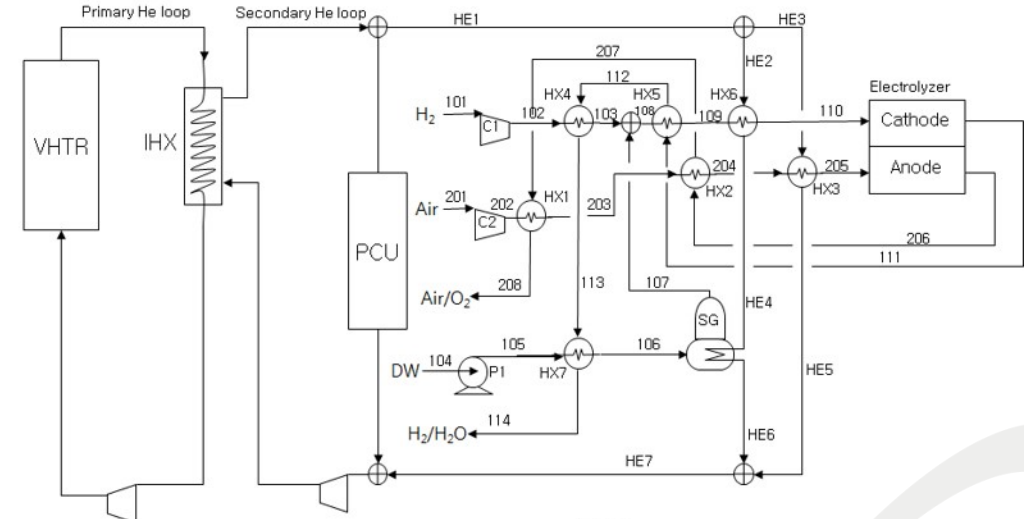 Primary He loop
Secondary He loop
HE1
HE3
207
HE2
112
HX4
HX5
HX6
Electrolyzer
H₂
101
102
103
108
109
110
C1
Cathode
VHTR
IHX
204
205
Anode
HX2
HX3
Air
201
202
HX1
203
C2
206
PCU
111
208
113
107
Air/O₂
HE4
SG
105
106
DW
104
P1
HX7
HE5
114
H₂/H₂O
HE6
HE7